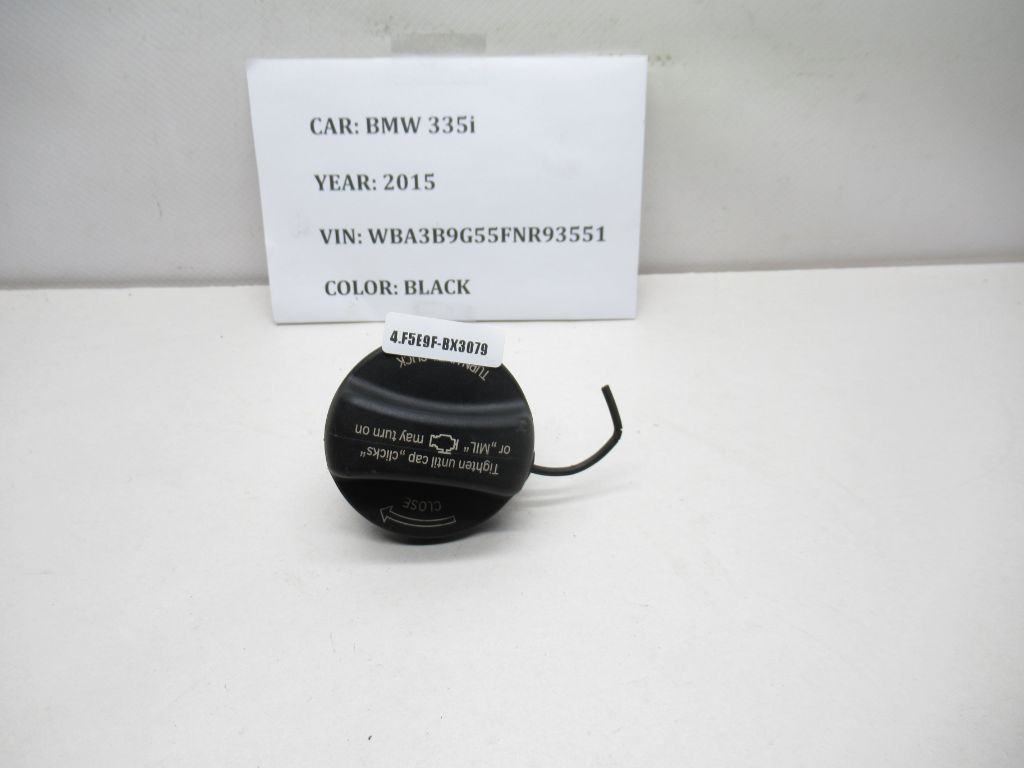 CAR: BMW 335i
YEAR: 2015
VIN: WBA3B9G55FNR93551
COLOR: BLACK
4.F5E9F-BX3079
CLOSE
Tighten until cap „clicks“
or „MIL“ may turn on
CLICK